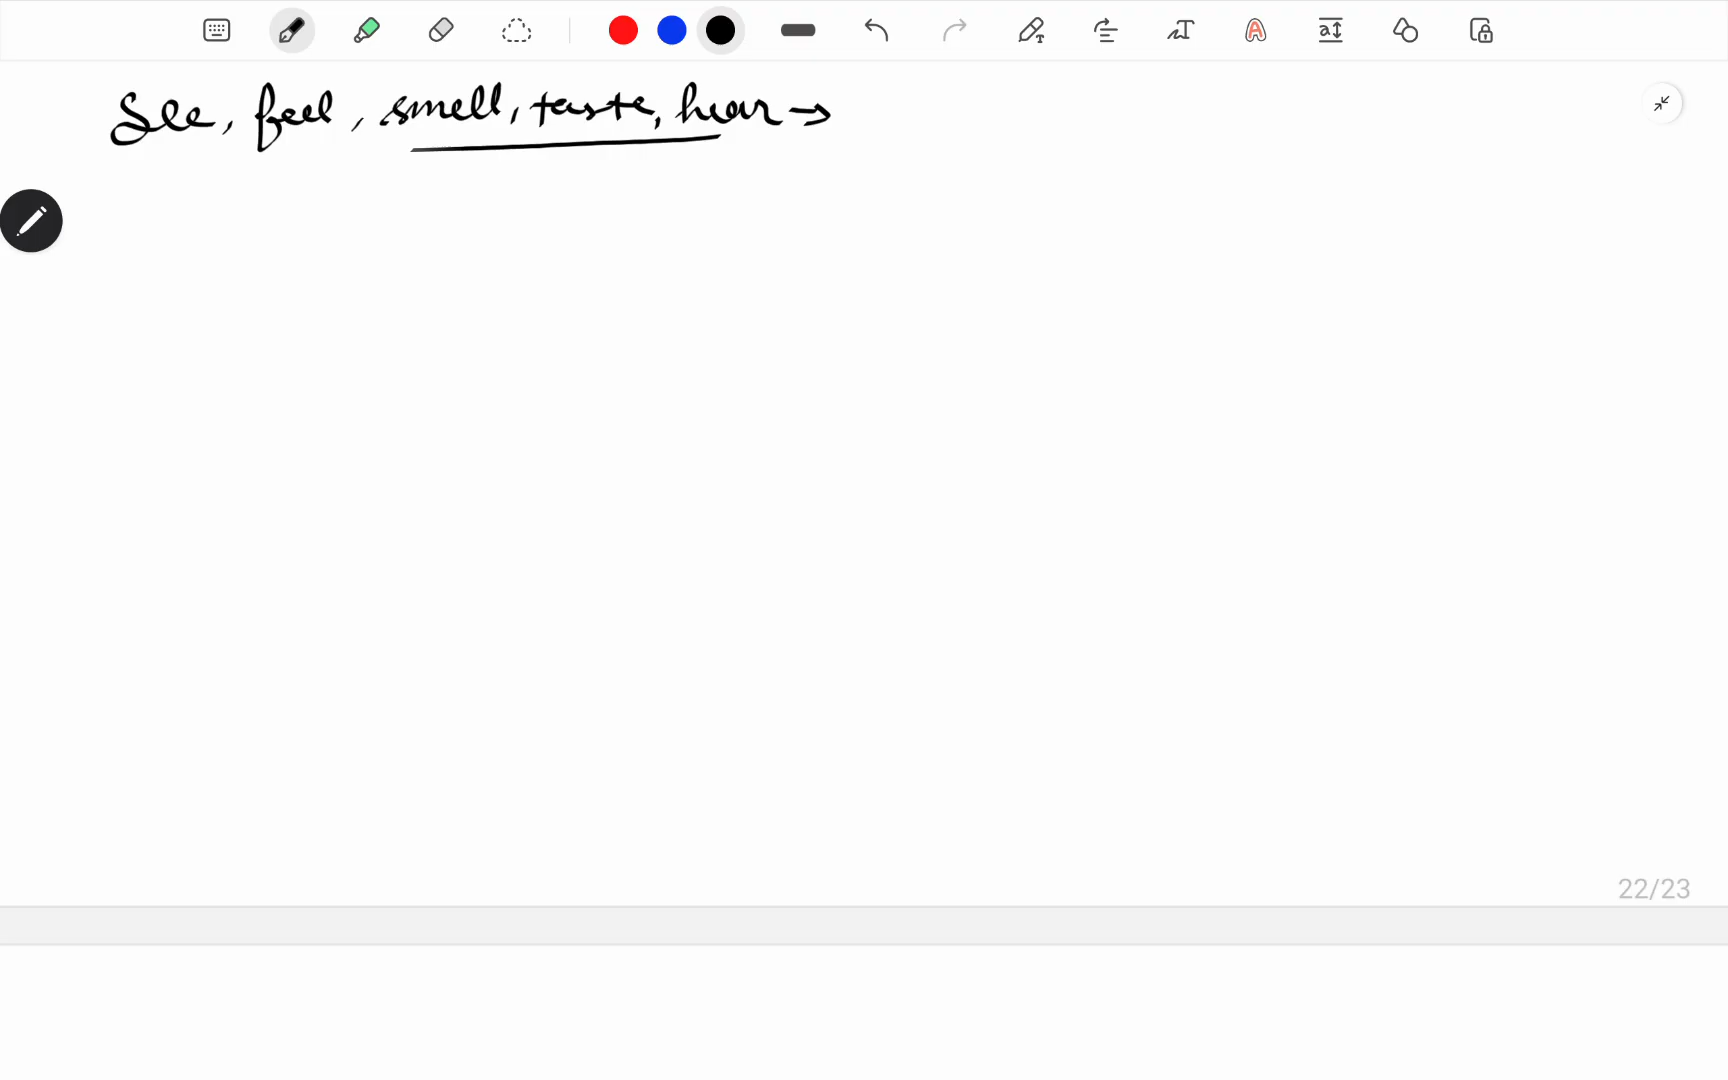 See, feel, smell, taste, hear →
22/23